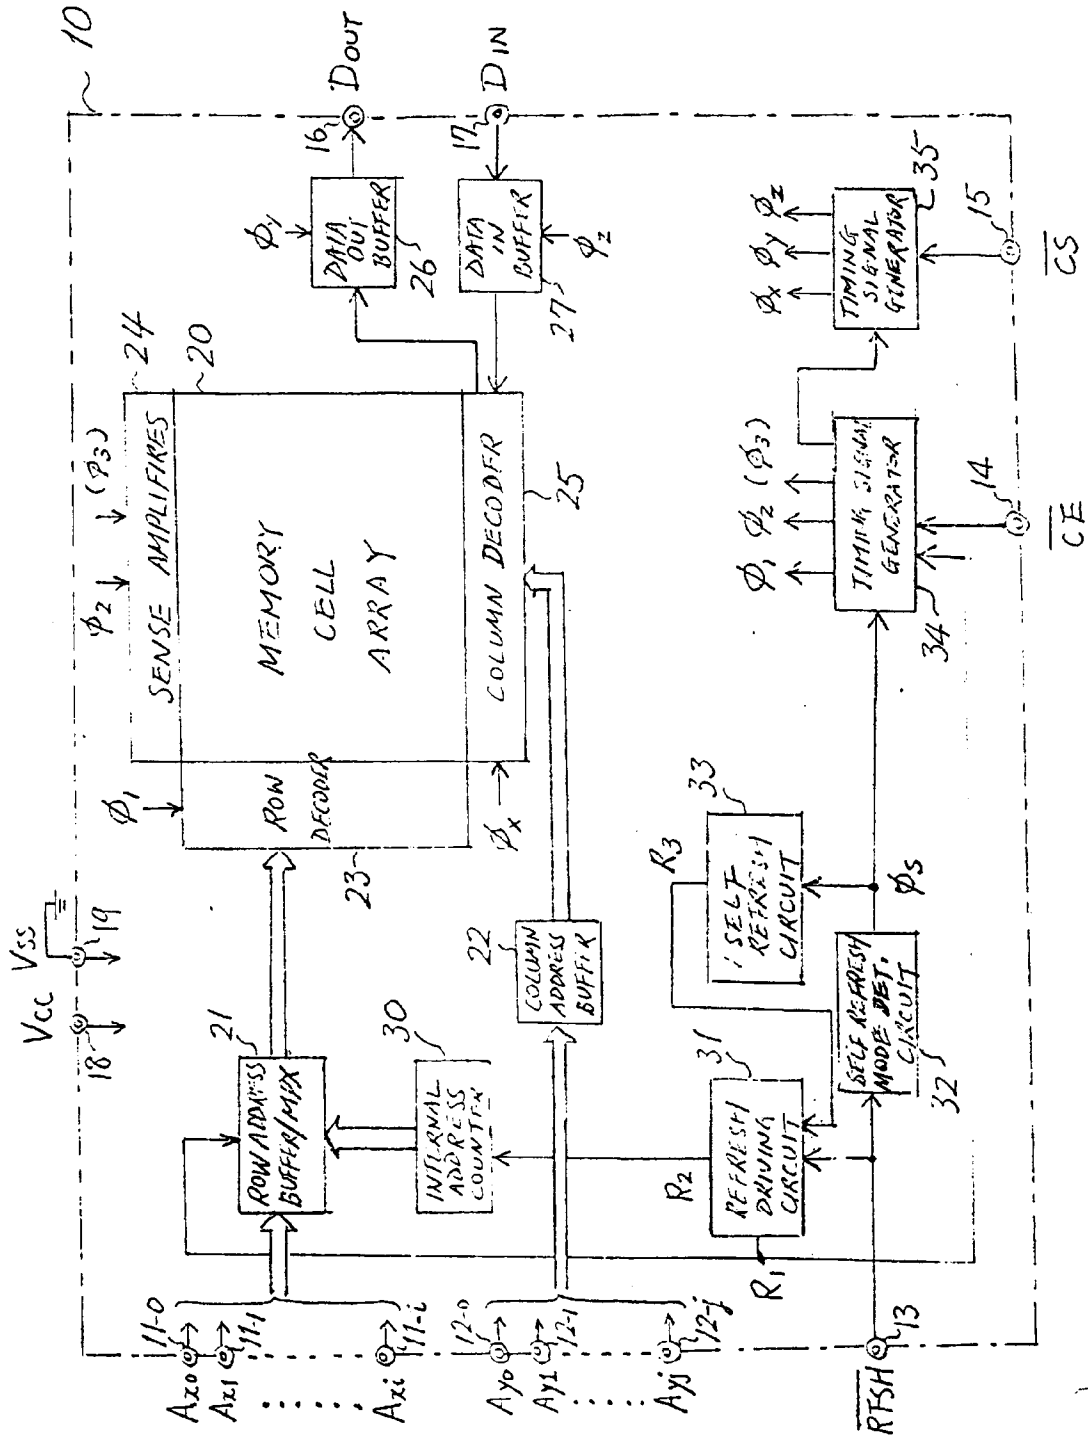 10
Vcc
Vss
18
19
φ2
(φ3)
24
20
SENSE AMPLIFIRES
MEMORY
CELL
ARRAY
φ1
ROW
DECODER
23
COLUMN DECODER
25
φx
DATA
OUT
BUFFER
26
φy
16
DOUT
DATA
IN
BUFFER
27
φz
17
DIN
Ax0
11-0
Ax1
11-1
Axi
11-i
21
ROW ADDRESS
BUFFER/MPX
30
INTERNAL
ADDRESS
COUNTER
Ay0
12-0
Ay1
12-1
Ayj
12-j
22
COLUMN
ADDRESS
BUFFER
R1
R2
R3
31
REFRESH
DRIVING
CIRCUIT
33
SELF
REFRESH
CIRCUIT
RFSH
13
SELF REFRESH
MODE DET.
CIRCUIT
32
φS
φ1 φ2 (φ3)
TIMING SIGNAL
GENERATOR
34
14
CE
φx φy φz
TIMING
SIGNAL
GENERATOR
35
15
CS